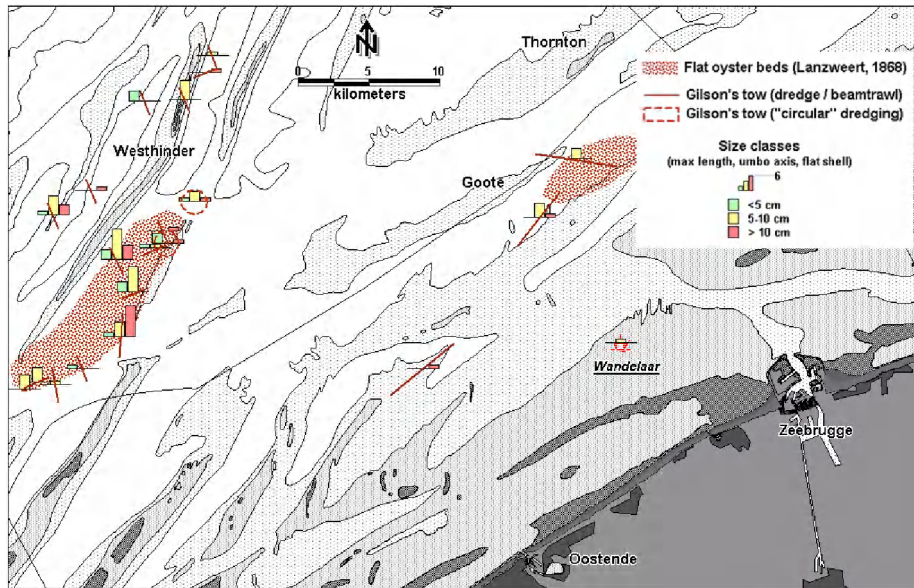 Thornton
N
0 5 10
kilometers
Flat oyster beds (Lanzweert, 1868)
Gilson's tow (dredge / beamtrawl)
Gilson's tow ("circular" dredging)
Size classes
(max length, umbo axis, flat shell)
6
<5 cm
5-10 cm
> 10 cm
Westhinder
Goote
Wandelaar
Zeebrugge
Oostende